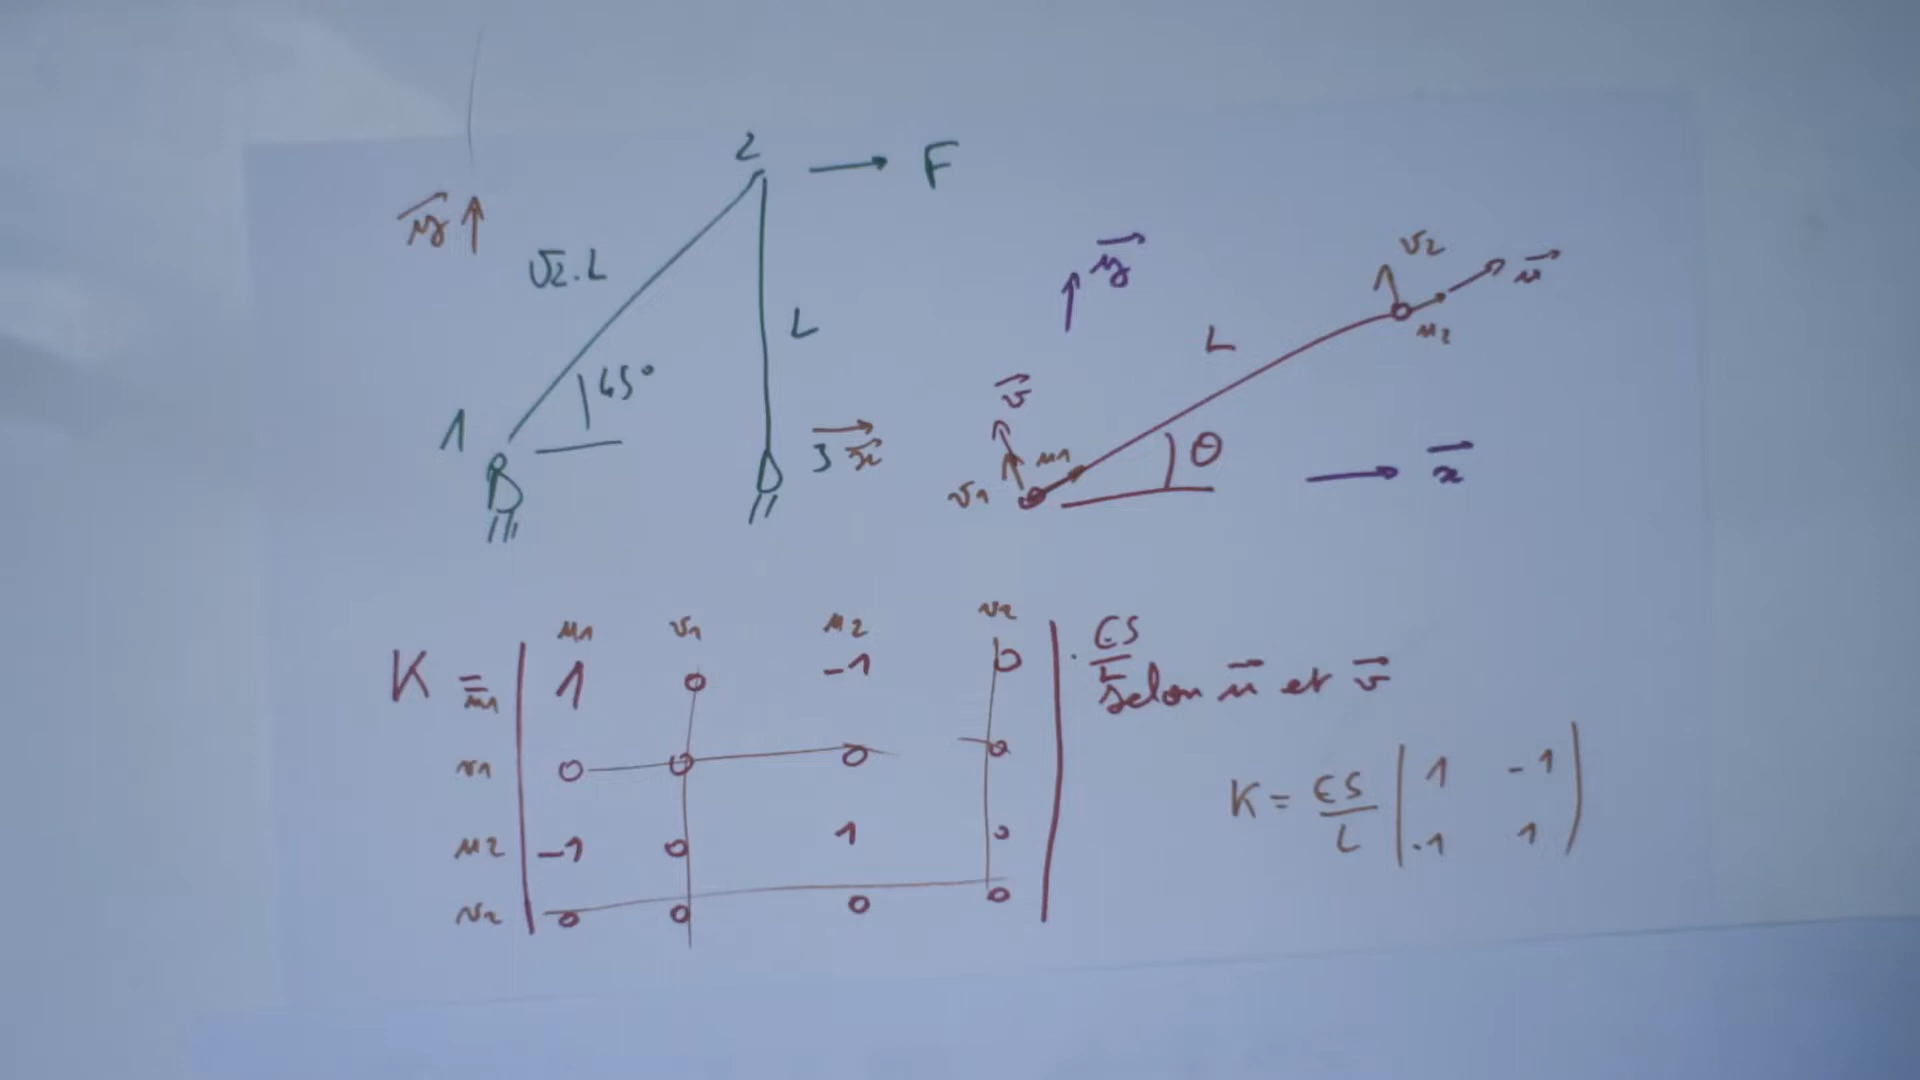 2
F
y
√2.L
L
45°
1
3 x
y
v2
u
u2
L
v
u1
v1
θ
x
u1 v1 u2 v2
K = 1 0 -1 0 . ES/L
u1
selon u et v
v1 0 0 0 0
u2 -1 0 1 0
v2 0 0 0 0
K = ES/L 1 -1
-1 1